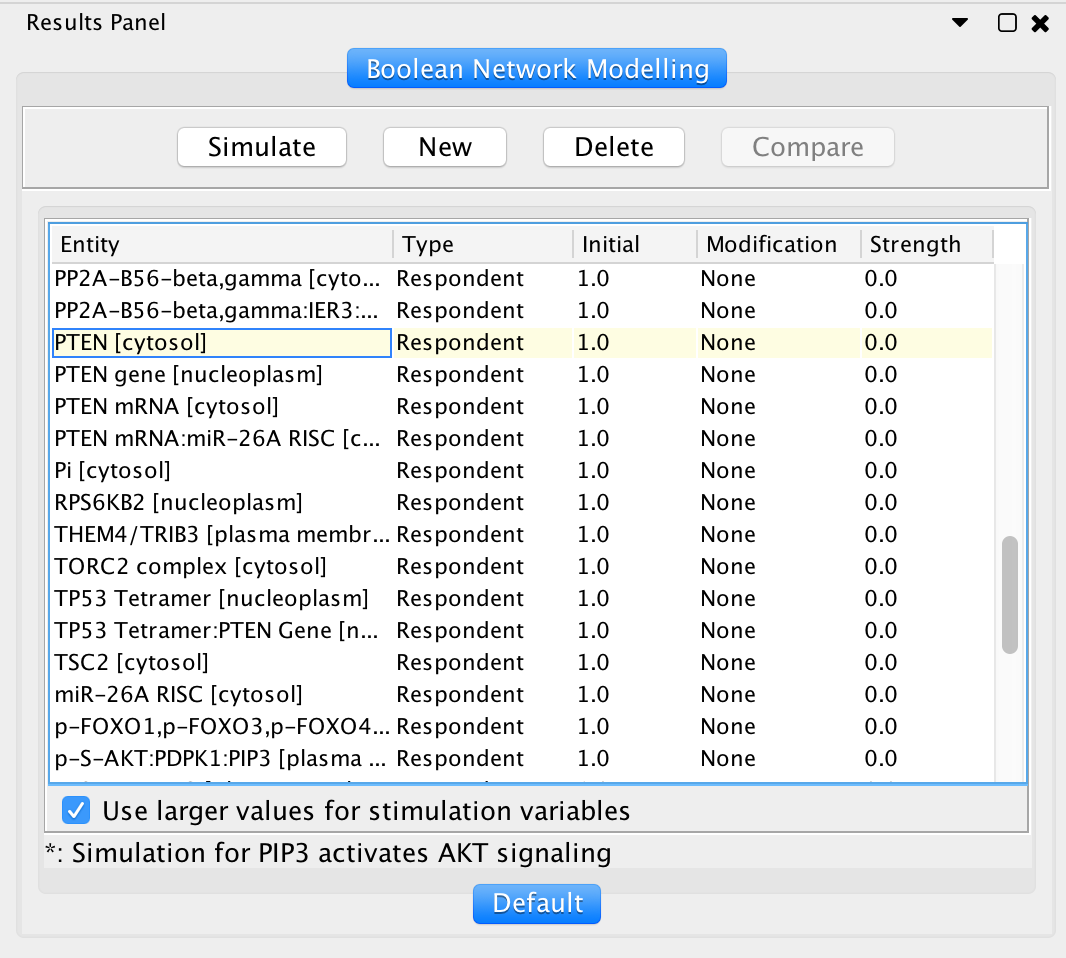 Results Panel
Boolean Network Modelling
Simulate New Delete Compare
Entity Type Initial Modification Strength
PP2A-B56-beta,gamma [cyto... Respondent 1.0 None 0.0
PP2A-B56-beta,gamma:IER3:... Respondent 1.0 None 0.0
PTEN [cytosol] Respondent 1.0 None 0.0
PTEN gene [nucleoplasm] Respondent 1.0 None 0.0
PTEN mRNA [cytosol] Respondent 1.0 None 0.0
PTEN mRNA:miR-26A RISC [c... Respondent 1.0 None 0.0
Pi [cytosol] Respondent 1.0 None 0.0
RPS6KB2 [nucleoplasm] Respondent 1.0 None 0.0
THEM4/TRIB3 [plasma membr... Respondent 1.0 None 0.0
TORC2 complex [cytosol] Respondent 1.0 None 0.0
TP53 Tetramer [nucleoplasm] Respondent 1.0 None 0.0
TP53 Tetramer:PTEN Gene [n... Respondent 1.0 None 0.0
TSC2 [cytosol] Respondent 1.0 None 0.0
miR-26A RISC [cytosol] Respondent 1.0 None 0.0
p-FOXO1,p-FOXO3,p-FOXO4... Respondent 1.0 None 0.0
p-S-AKT:PDPK1:PIP3 [plasma ... Respondent 1.0 None 0.0
Use larger values for stimulation variables
*: Simulation for PIP3 activates AKT signaling
Default